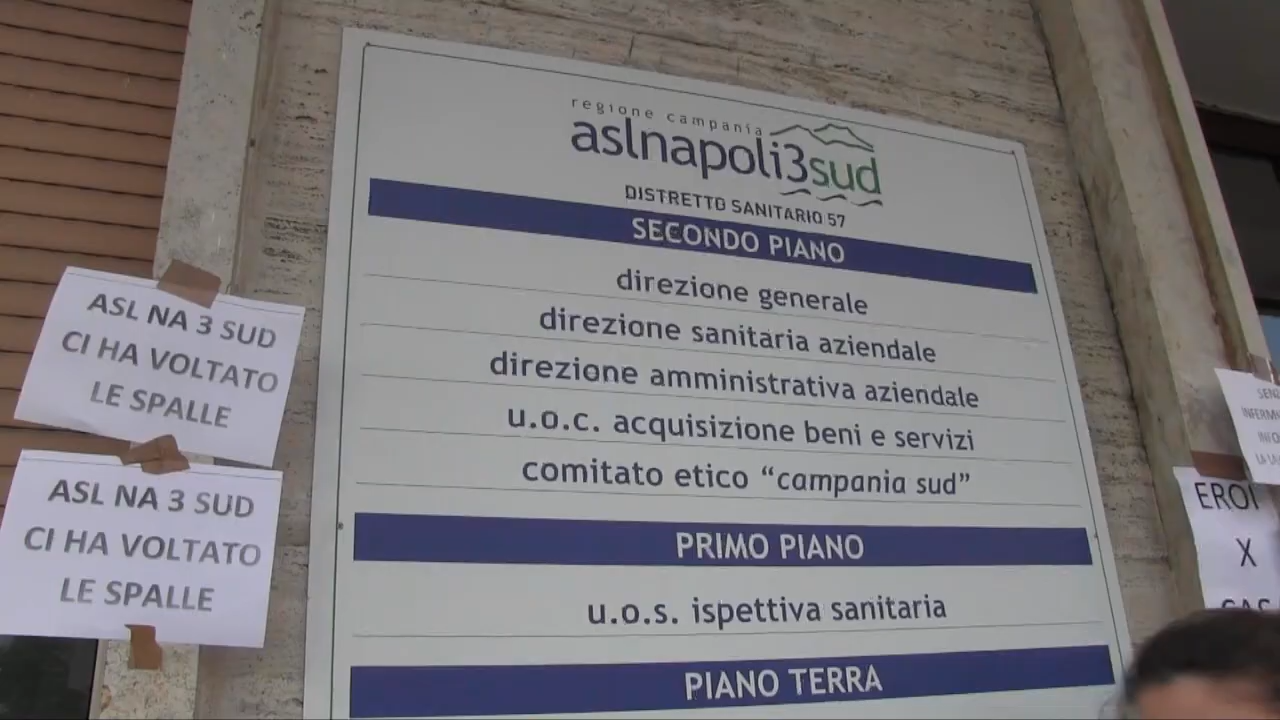 regione campania
aslnapoli3sud
DISTRETTO SANITARIO 57
SECONDO PIANO
direzione generale
direzione sanitaria aziendale
direzione amministrativa aziendale
u.o.c. acquisizione beni e servizi
comitato etico “campania sud”
PRIMO PIANO
u.o.s. ispettiva sanitaria
PIANO TERRA
ASL NA 3 SUD
CI HA VOLTATO
LE SPALLE
ASL NA 3 SUD
CI HA VOLTATO
LE SPALLE
EROI
X